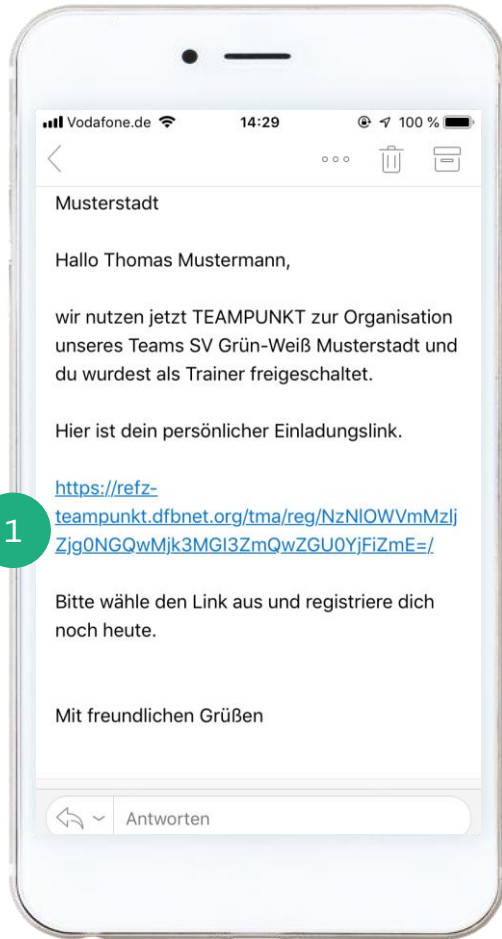 Vodafone.de 14:29 100 %
Musterstadt
Hallo Thomas Mustermann,
wir nutzen jetzt TEAMPUNKT zur Organisation
unseres Teams SV Grün-Weiß Musterstadt und
du wurdest als Trainer freigeschaltet.
Hier ist dein persönlicher Einladungslink.
https://refz-
1
teampunkt.dfbnet.org/tma/reg/NzNlOWVmMzlj
Zjg0NGQwMjk3MGI3ZmQwZGU0YjFiZmE=/
Bitte wähle den Link aus und registriere dich
noch heute.
Mit freundlichen Grüßen
Antworten